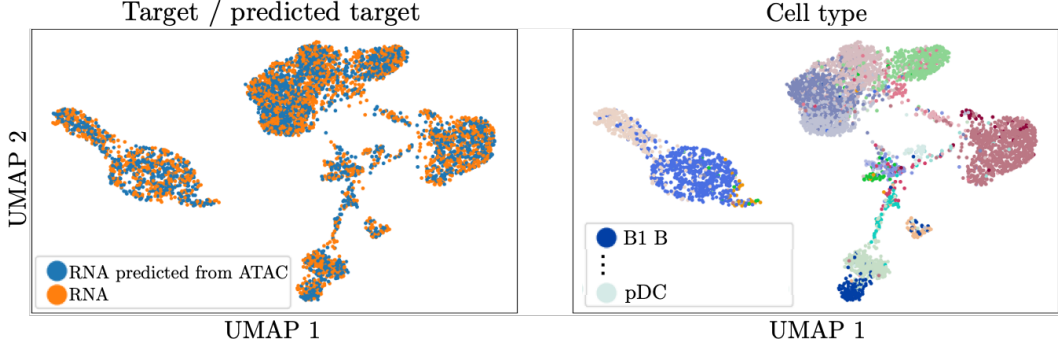 Target / predicted target
Cell type
UMAP 2
RNA predicted from ATAC
RNA
B1 B
pDC
UMAP 1
UMAP 1